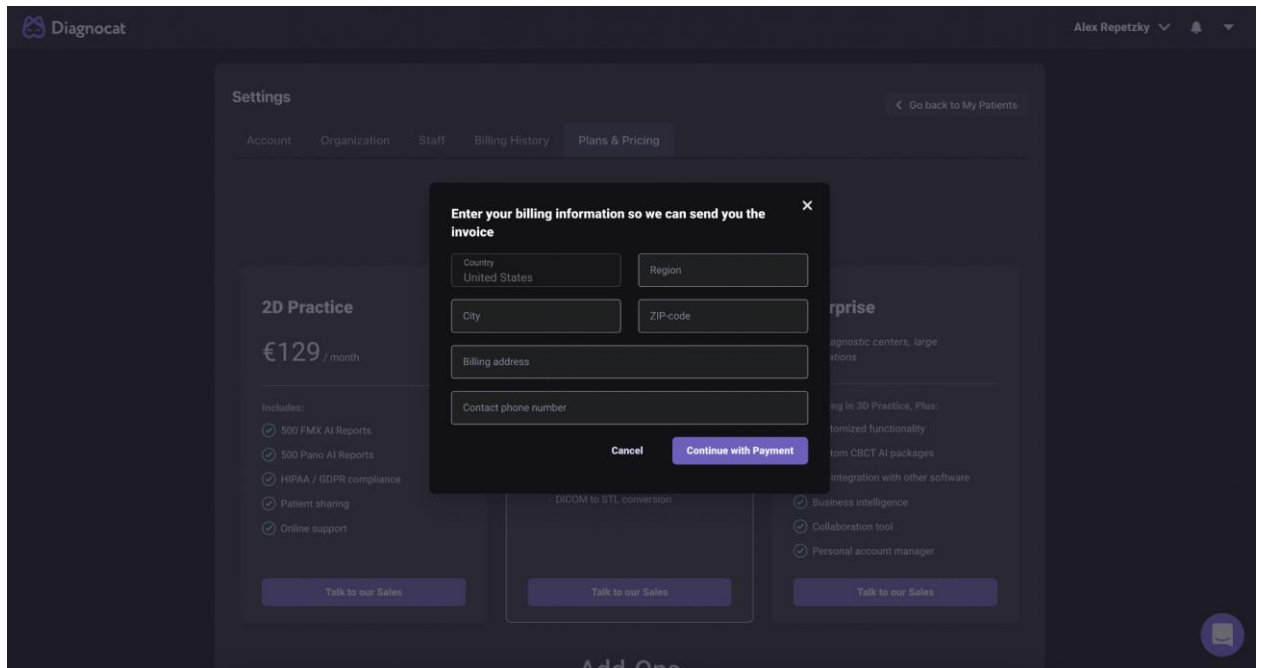 Diagnocat
Alex Repetzky
Settings
Go back to My Patients
Account Organization Staff Billing History Plans & Pricing
Enter your billing information so we can send you the
invoice
Country
United States
Region
City
ZIP-code
Billing address
Contact phone number
Cancel
Continue with Payment
2D Practice
€129 / month
Includes:
500 FMX AI Reports
500 Pano AI Reports
HIPAA / GDPR compliance
Patient sharing
Online support
Talk to our Sales
- DICOM to STL conversion
Talk to our Sales
rprise
agnostic centers, large
ing in 3D Practice, Plus:
tomized functionality
tom CBCT AI packages
integration with other software
Business intelligence
Collaboration tool
Personal account manager
Talk to our Sales